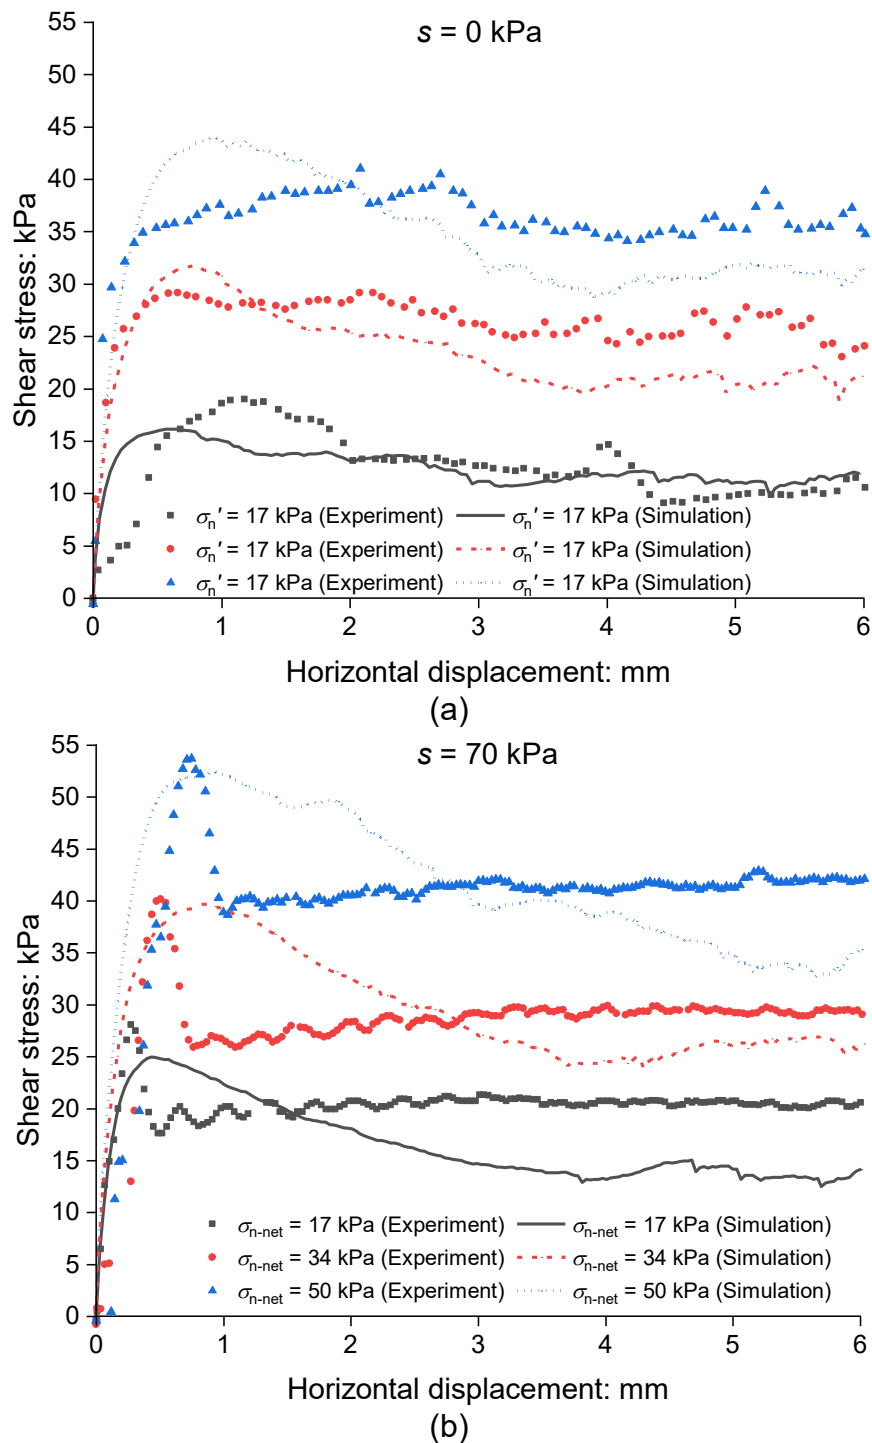 s = 0 kPa
55
50
45
40
35
30
25
20
15
10
5
0
Shear stress: kPa
σn′ = 17 kPa (Experiment) σn′ = 17 kPa (Simulation)
σn′ = 17 kPa (Experiment) σn′ = 17 kPa (Simulation)
σn′ = 17 kPa (Experiment) σn′ = 17 kPa (Simulation)
0 1 2 3 4 5 6
Horizontal displacement: mm
(a)
s = 70 kPa
55
50
45
40
35
30
25
20
15
10
5
0
Shear stress: kPa
σn-net = 17 kPa (Experiment) σn-net = 17 kPa (Simulation)
σn-net = 34 kPa (Experiment) σn-net = 34 kPa (Simulation)
σn-net = 50 kPa (Experiment) σn-net = 50 kPa (Simulation)
0 1 2 3 4 5 6
Horizontal displacement: mm
(b)